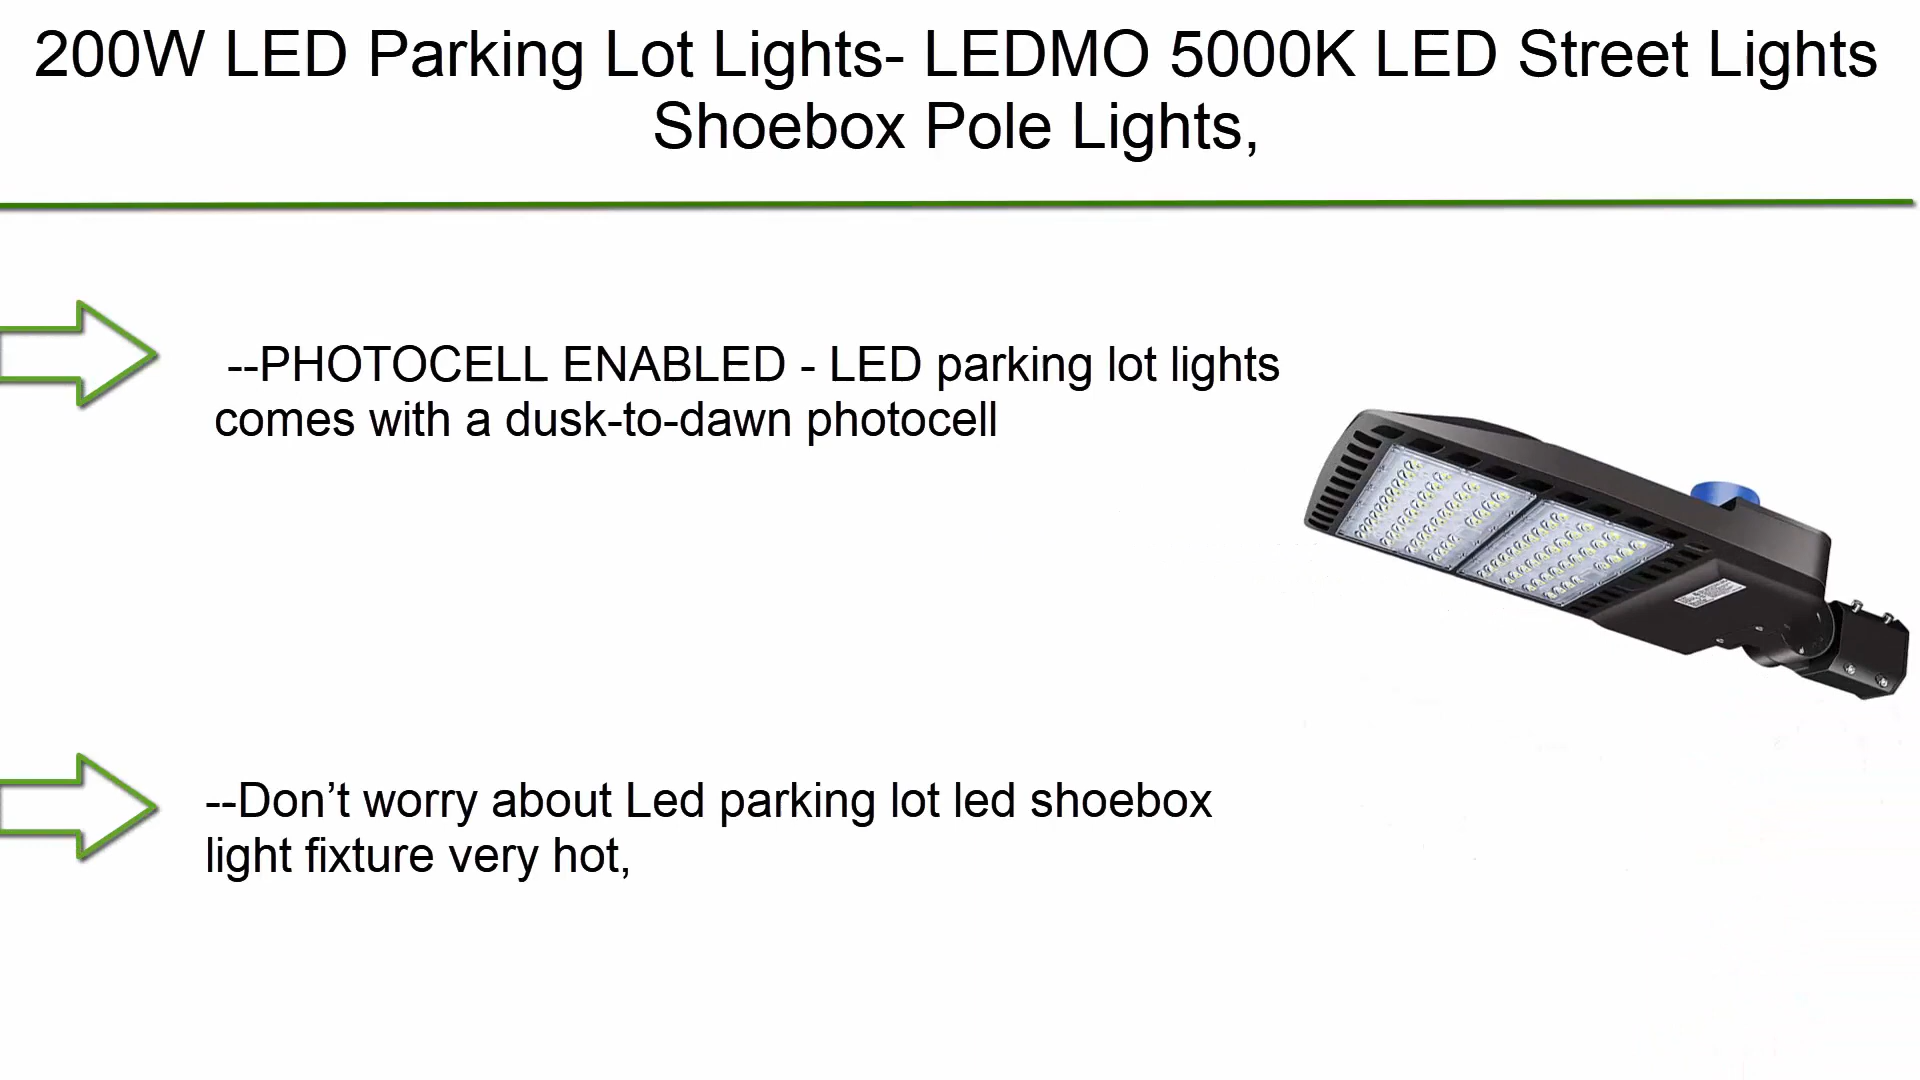 200W LED Parking Lot Lights- LEDMO 5000K LED Street Lights
Shoebox Pole Lights,
--PHOTOCELL ENABLED - LED parking lot lights
comes with a dusk-to-dawn photocell
--Don’t worry about Led parking lot led shoebox
light fixture very hot,